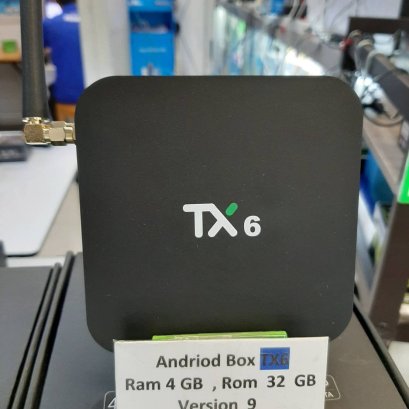 TX6
Andriod Box TX6
Ram 4 GB , Rom 32 GB
Version 9